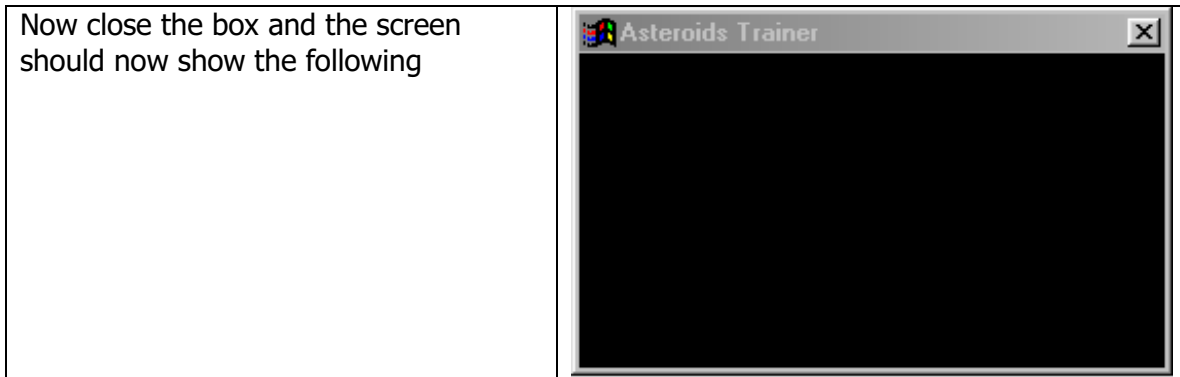 Now close the box and the screen
should now show the following
Asteroids Trainer